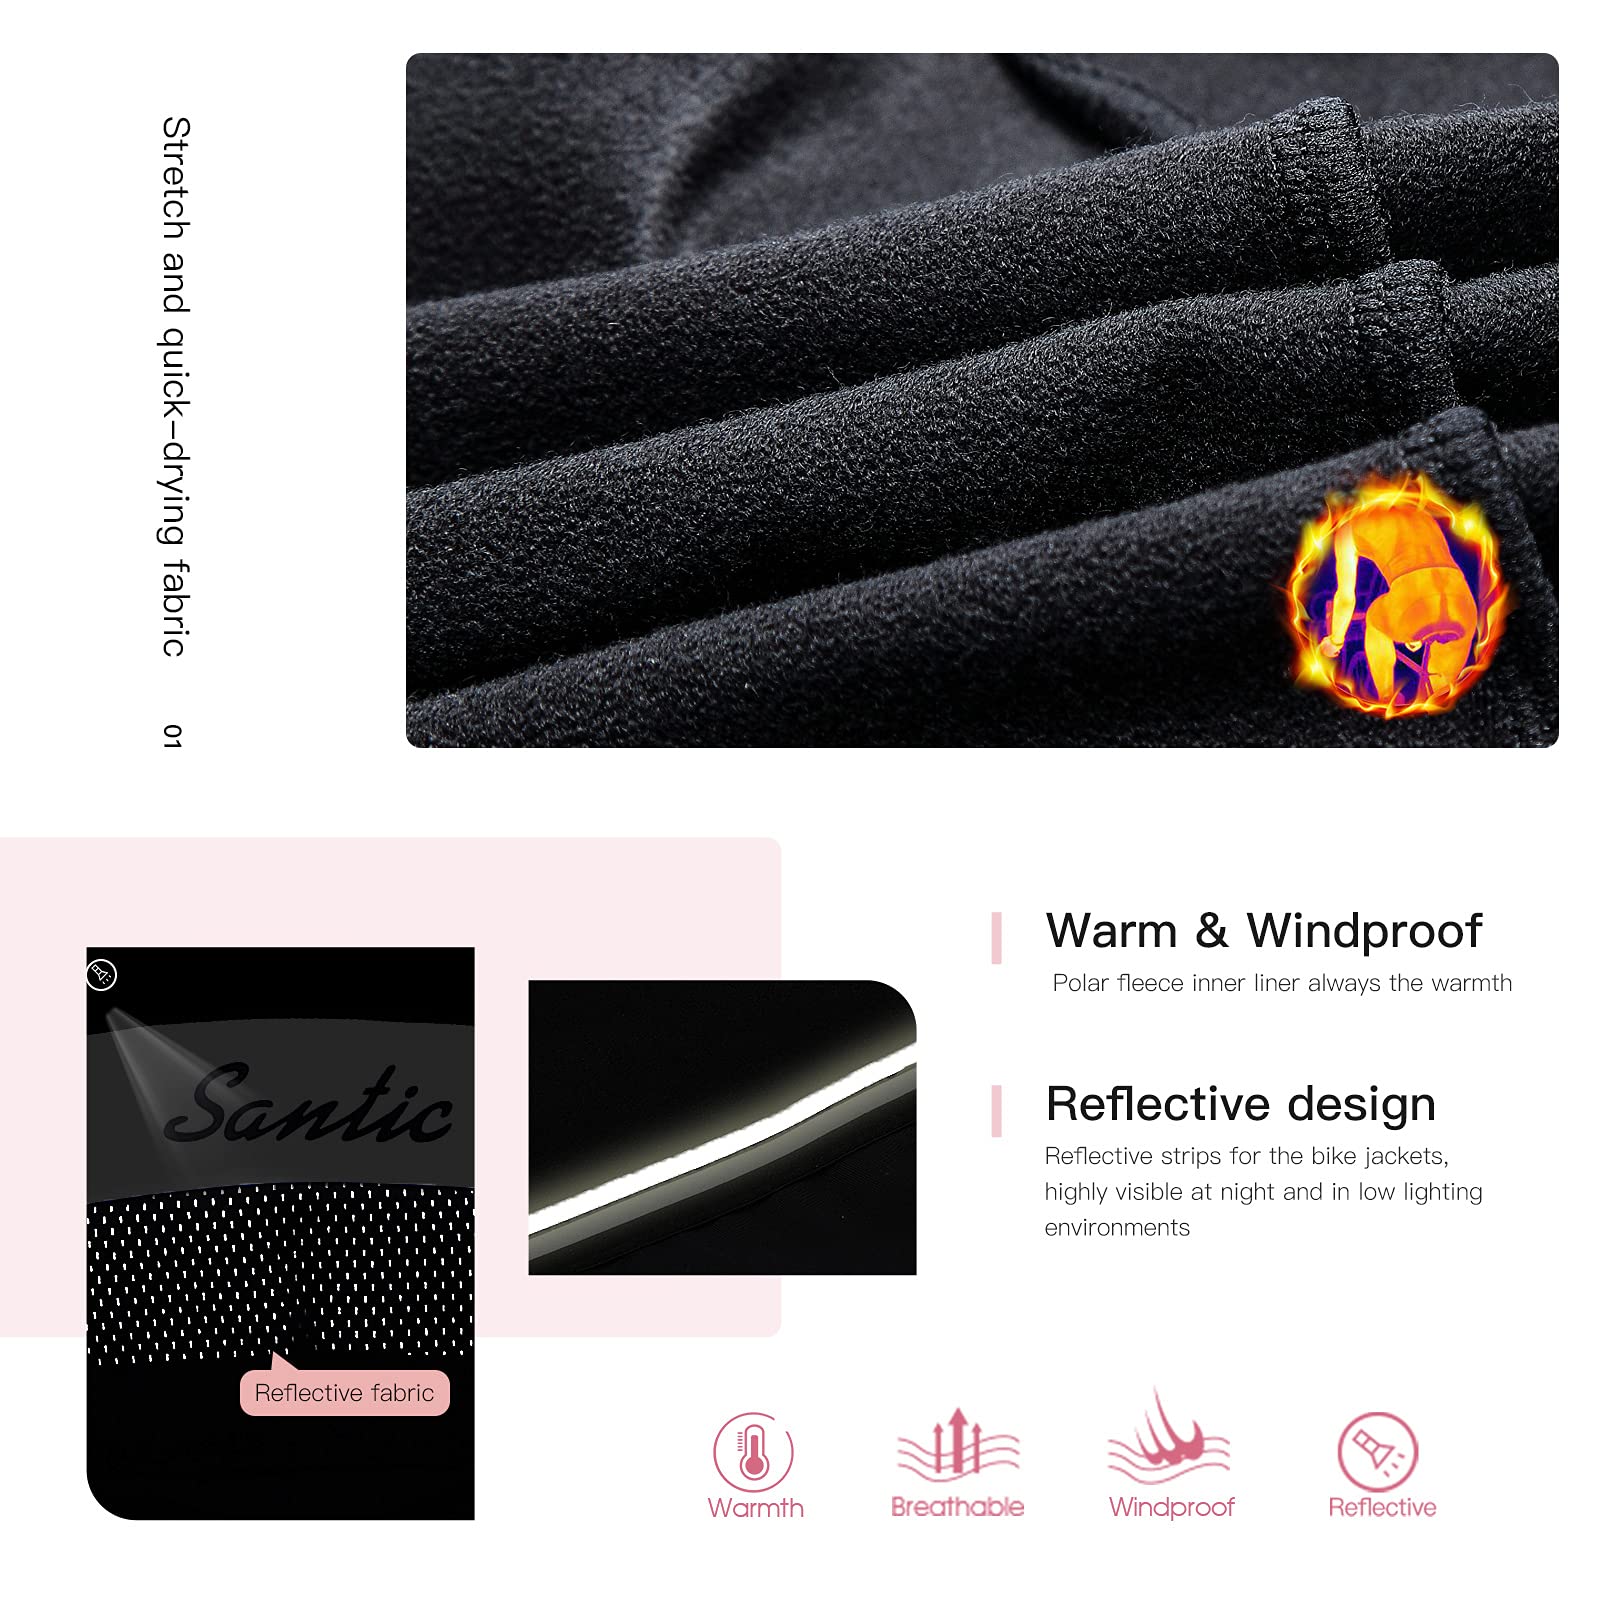 Stretch and quick-drying fabric 01
Santic
Reflective fabric
Warm & Windproof
Polar fleece inner liner always the warmth
Reflective design
Reflective strips for the bike jackets,
highly visible at night and in low lighting
environments
Warmth
Breathable
Windproof
Reflective